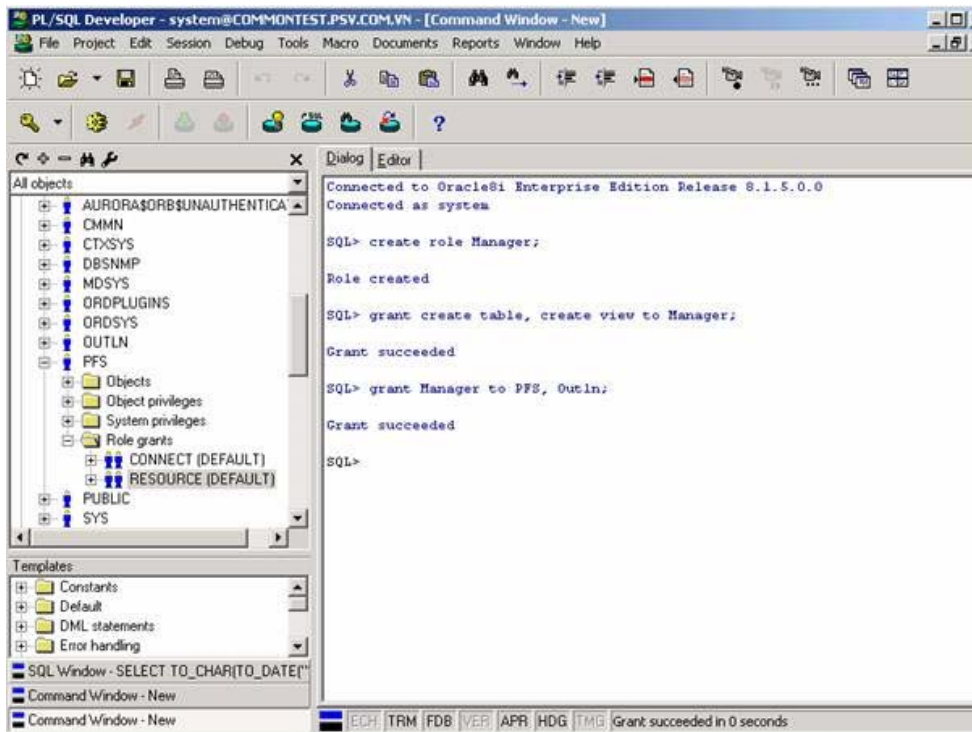 PL/SQL Developer - system@COMMONTEST.PSV.COM.VN - [Command Window - New]
File Project Edit Session Debug Tools Macro Documents Reports Window Help
All objects
AURORA$ORB$UNAUTHENTICA
CMMN
CTXSYS
DBSNMP
MDSYS
ORDPLUGINS
ORDSYS
OUTLN
PFS
Objects
Object privileges
System privileges
Role grants
CONNECT (DEFAULT)
RESOURCE (DEFAULT)
PUBLIC
SYS
Templates
Constants
Default
DML statements
Error handling
SQL Window - SELECT TO_CHAR(TO_DATE("
Command Window - New
Command Window - New
Dialog Editor
Connected to Oracle8i Enterprise Edition Release 8.1.5.0.0
Connected as system
SQL> create role Manager;
Role created
SQL> grant create table, create view to Manager;
Grant succeeded
SQL> grant Manager to PFS, Outln;
Grant succeeded
SQL>
ECH TRM FDB VER APR HDG TMG Grant succeeded in 0 seconds